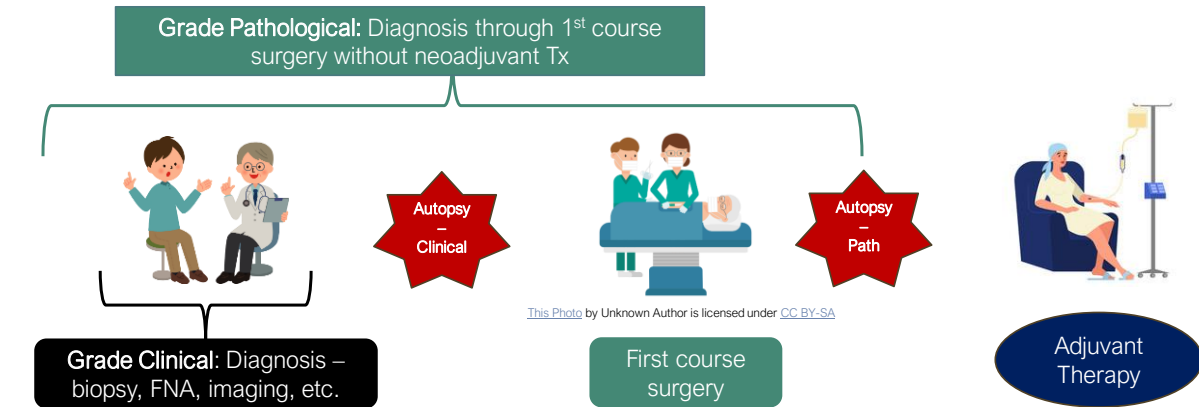 Grade Pathological: Diagnosis through 1st course
surgery without neoadjuvant Tx
Autopsy
–
Clinical
Autopsy
–
Path
This Photo by Unknown Author is licensed under CC BY-SA
Grade Clinical: Diagnosis –
biopsy, FNA, imaging, etc.
First course
surgery
Adjuvant
Therapy